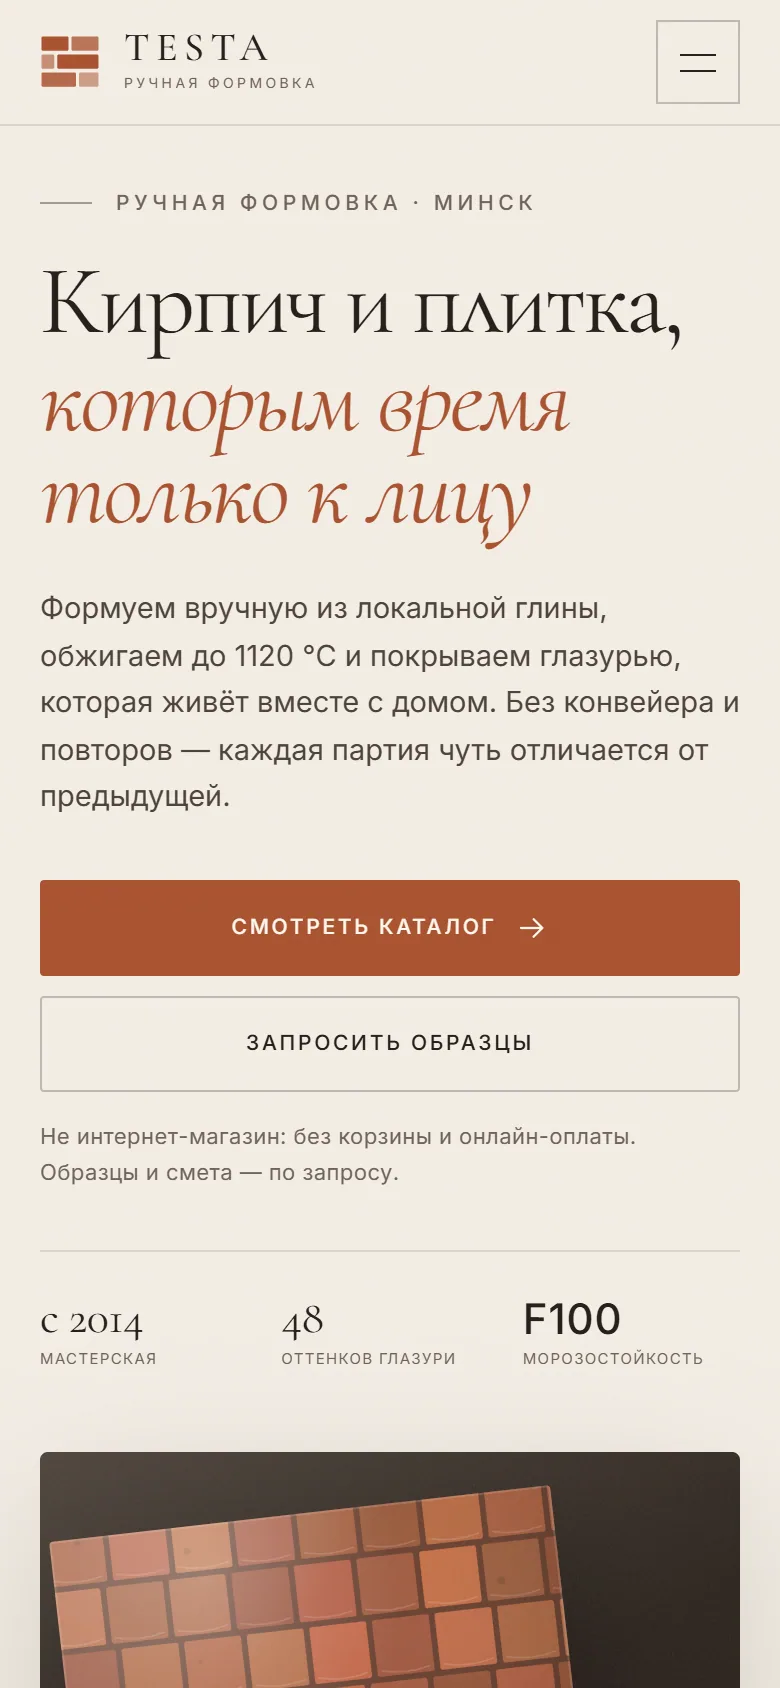 TESTA
РУЧНАЯ ФОРМОВКА
РУЧНАЯ ФОРМОВКА · МИНСК
Кирпич и плитка,
которым время
только к лицу
Формуем вручную из локальной глины,
обжигаем до 1120 °C и покрываем глазурью,
которая живёт вместе с домом. Без конвейера и
повторов — каждая партия чуть отличается от
предыдущей.
СМОТРЕТЬ КАТАЛОГ →
ЗАПРОСИТЬ ОБРАЗЦЫ
Не интернет-магазин: без корзины и онлайн-оплаты.
Образцы и смета — по запросу.
с 2014 48 F100
МАСТЕРСКАЯ ОТТЕНКОВ ГЛАЗУРИ МОРОЗОСТОЙКОСТЬ